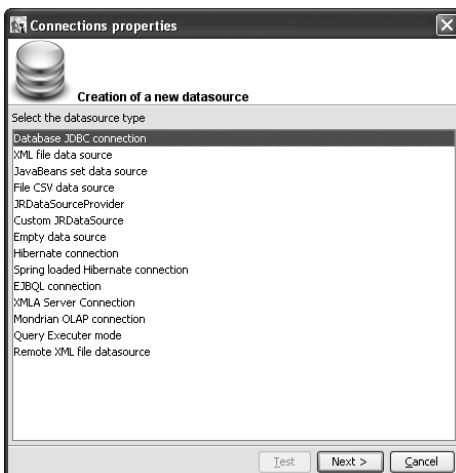 Connections properties
Creation of a new datasource
Select the datasource type
Database JDBC connection
XML file data source
JavaBeans set data source
File CSV data source
JRDataSourceProvider
Custom JRDataSource
Empty data source
Hibernate connection
Spring loaded Hibernate connection
EJBQL connection
XMLA Server Connection
Mondrian OLAP connection
Query Executer mode
Remote XML file datasource
Test Next > Cancel